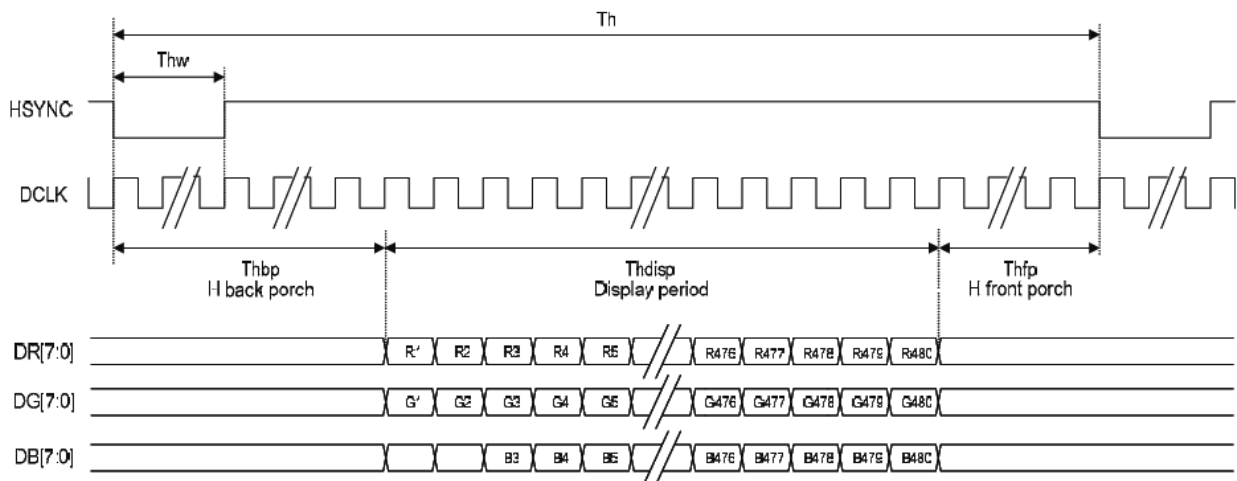 Th
Thw
HSYNC
DCLK
Thbp Thdisp Thfp
H back porch Display period H front porch
DR[7:0] R1 R2 R3 R4 R5 R476 R477 R478 R479 R480
DG[7:0] G1 G2 G3 G4 G5 G476 G477 G478 G479 G480
DB[7:0] B3 B4 B5 B476 B477 B478 B479 B480